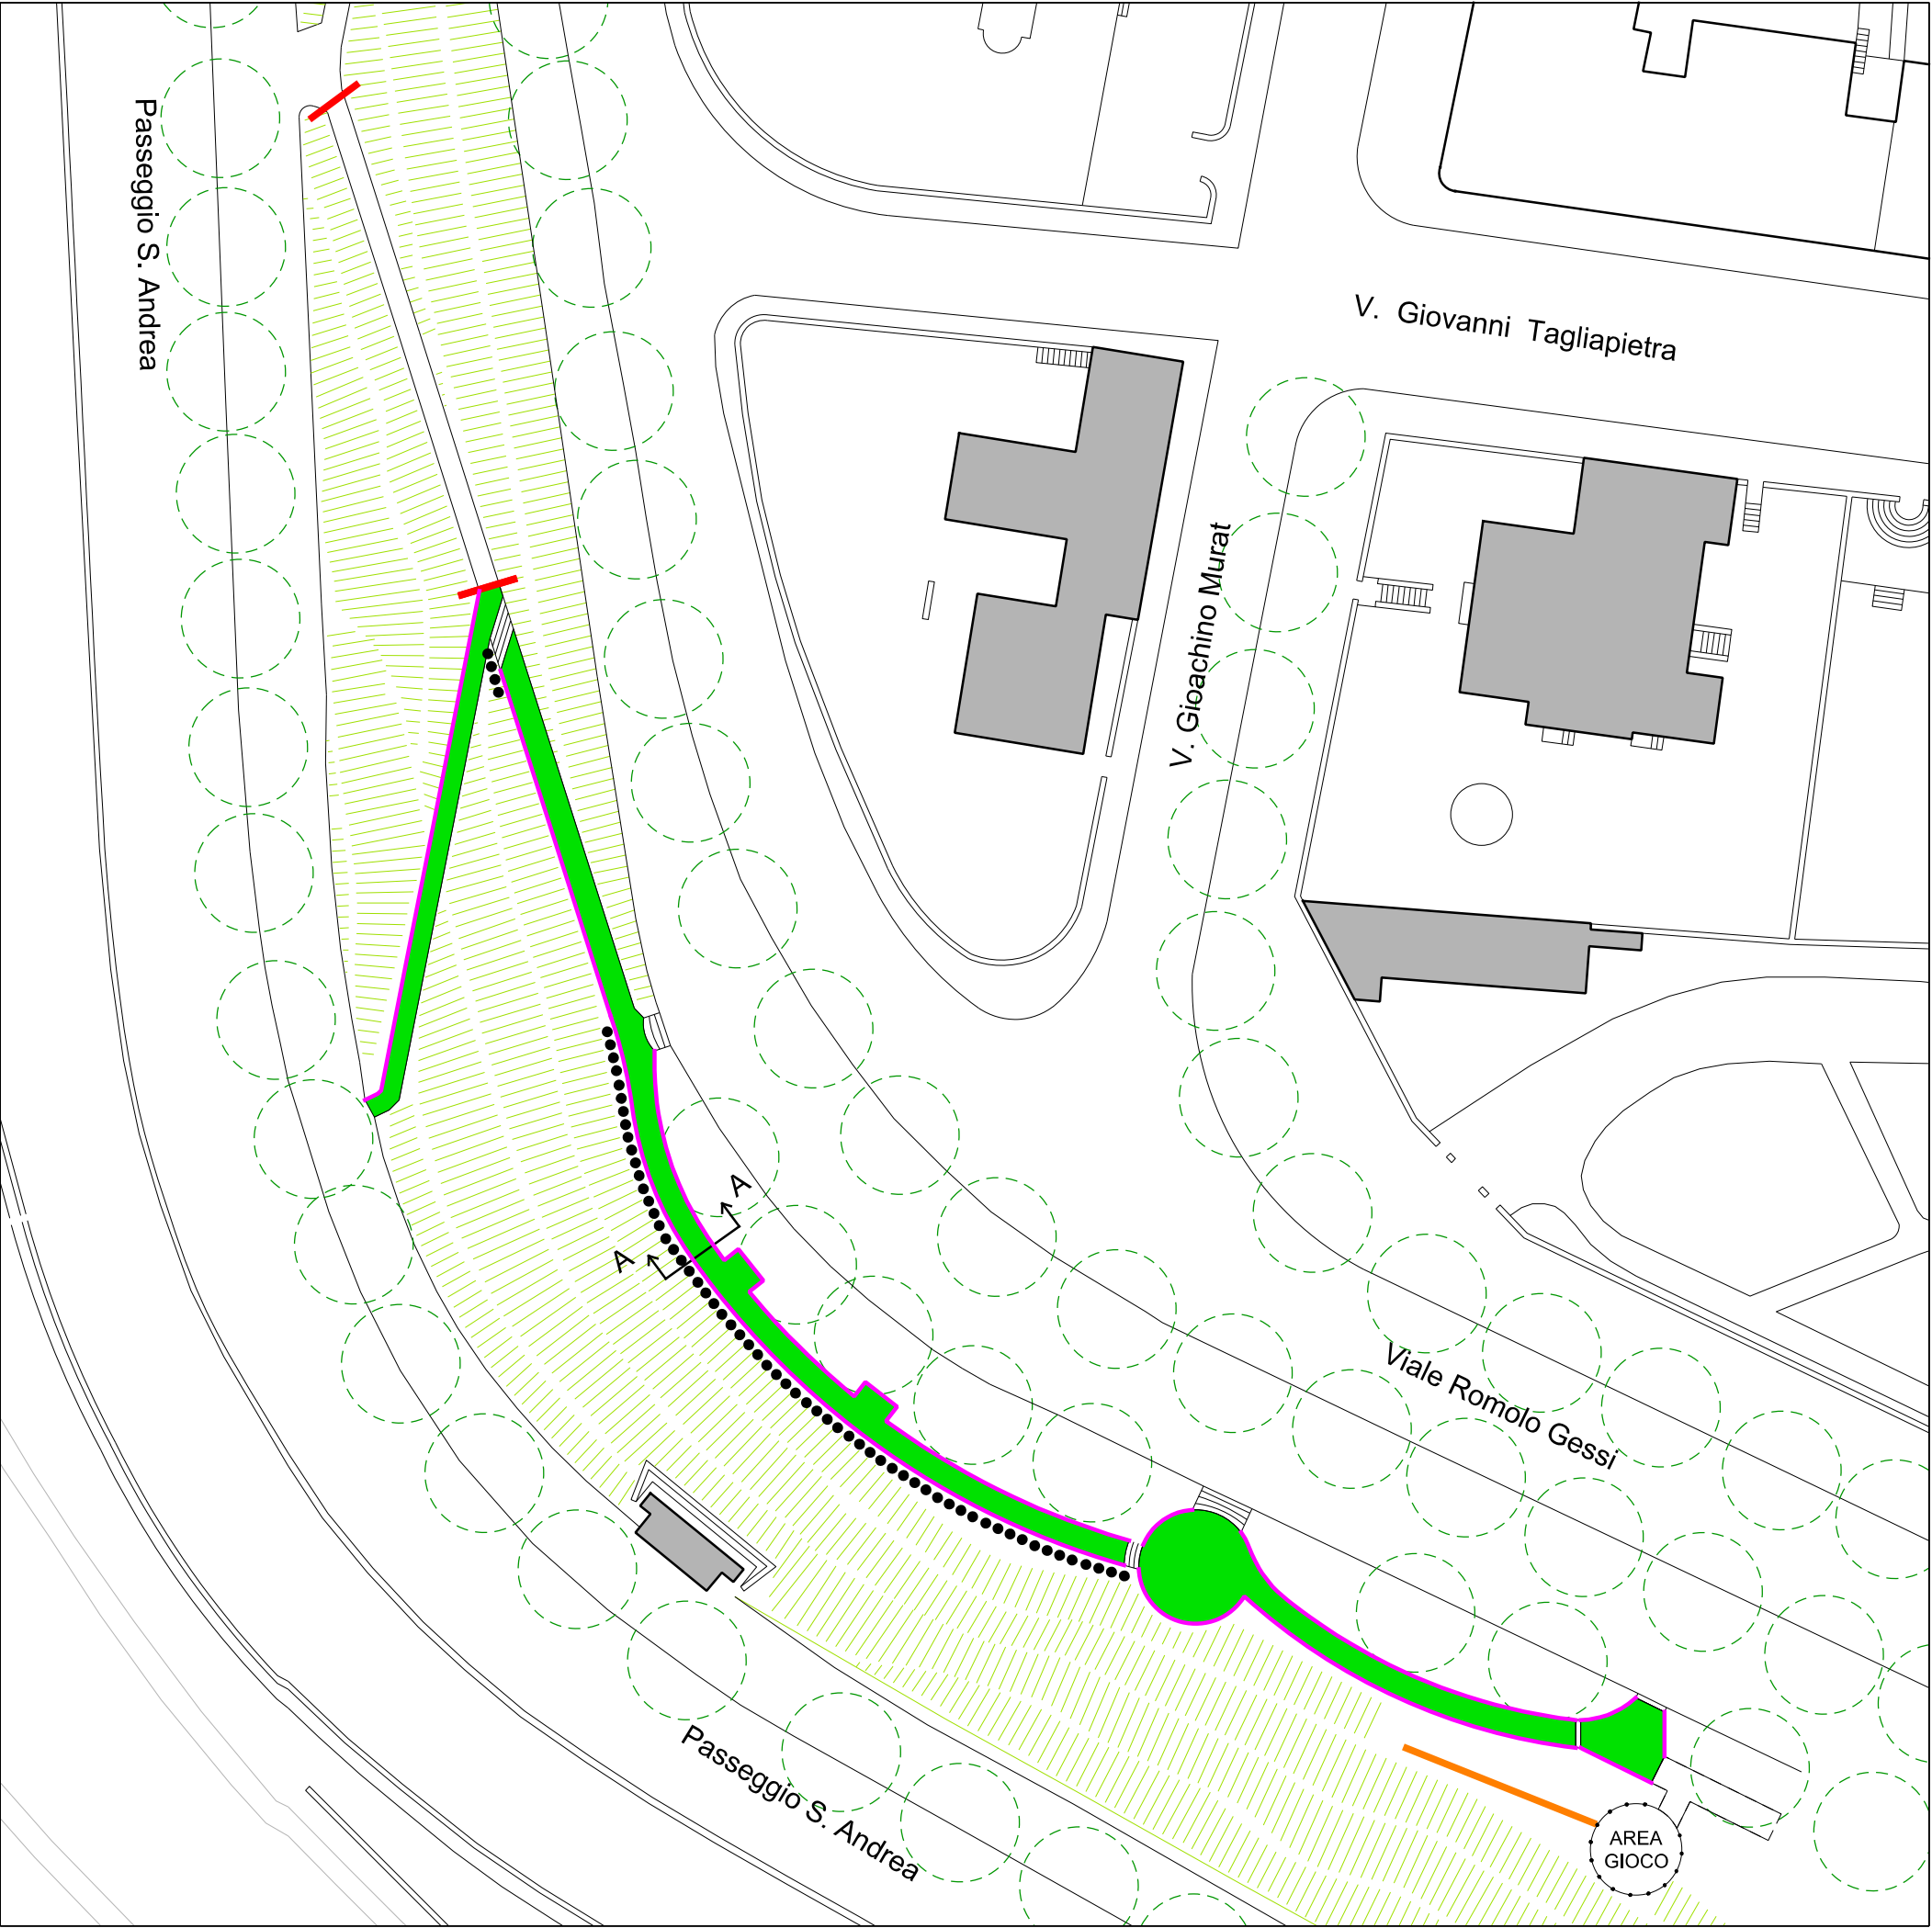 Passeggio S. Andrea
V. Giovanni Tagliapietra
V. Gioachino Murat
A
A
Viale Romolo Gessi
Passeggio S. Andrea
AREA
GIOCO